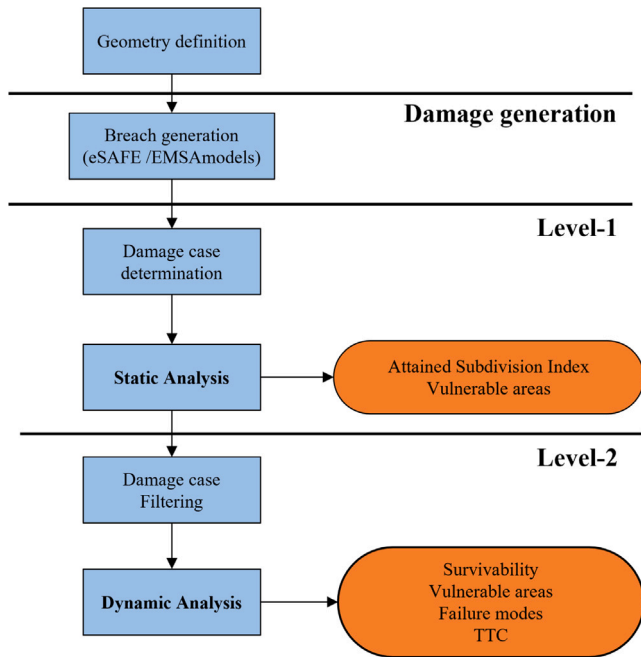 Geometry definition
Damage generation
Breach generation
(eSAFE /EMSAmodels)
Level-1
Damage case
determination
Static Analysis
Attained Subdivision Index
Vulnerable areas
Level-2
Damage case
Filtering
Dynamic Analysis
Survivability
Vulnerable areas
Failure modes
TTC